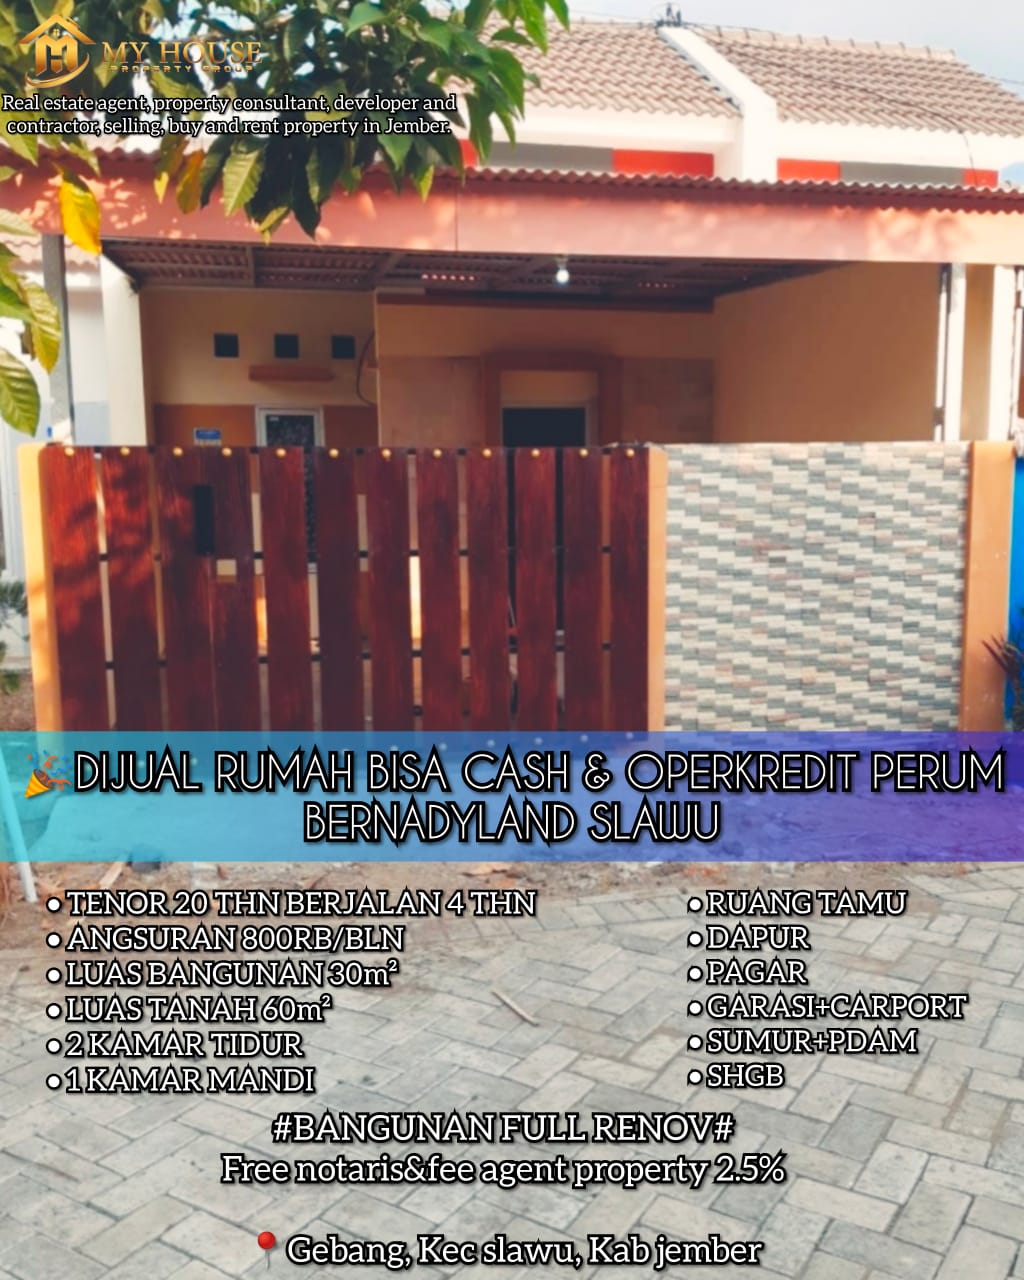 MY HOUSE
PROPERTY GROUP
Real estate agent, property consultant, developer and
contractor, selling, buy and rent property in Jember.
DIJUAL RUMAH BISA CASH & OPERKREDIT PERUM
BERNADYLAND SLAWU
• TENOR 20 THN BERJALAN 4 THN
• ANGSURAN 800RB/BLN
• LUAS BANGUNAN 30m²
• LUAS TANAH 60m²
• 2 KAMAR TIDUR
• 1 KAMAR MANDI
• RUANG TAMU
• DAPUR
• PAGAR
• GARASI+CARPORT
• SUMUR+PDAM
• SHGB
#BANGUNAN FULL RENOV#
Free notaris&fee agent property 2.5%
Gebang, Kec slawu, Kab jember